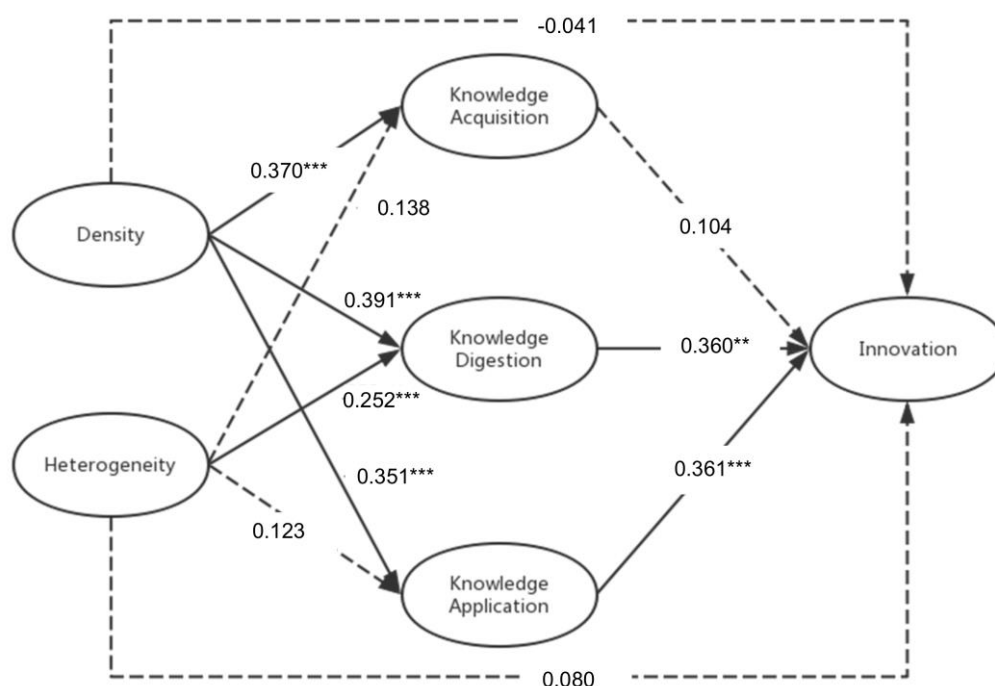 -0.041
Knowledge
Acquisition
0.370***
0.138
Density
0.104
0.391***
Knowledge
Digestion
0.360**
Innovation
0.252***
Heterogeneity
0.351***
0.361***
0.123
Knowledge
Application
0.080